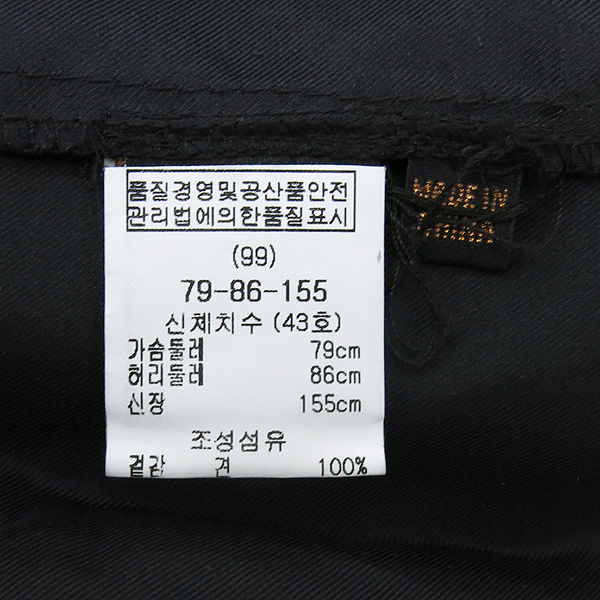 품질경영및공산품안전
관리법에의한품질표시
(99)
79-86-155
신체치수 (43호)
가슴둘레 79cm
허리둘레 86cm
신장 155cm
조성섬유
겉감 견 100%
MADE IN